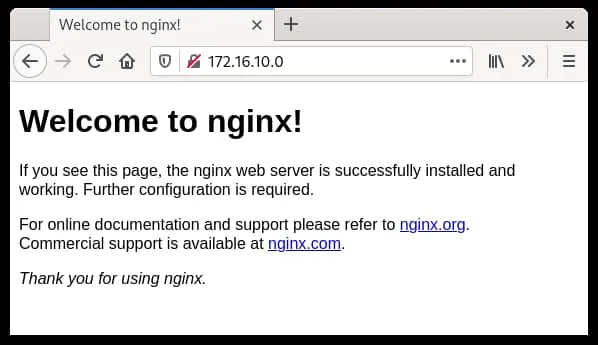 Welcome to nginx!
172.16.10.0
Welcome to nginx!
If you see this page, the nginx web server is successfully installed and
working. Further configuration is required.
For online documentation and support please refer to nginx.org.
Commercial support is available at nginx.com.
Thank you for using nginx.